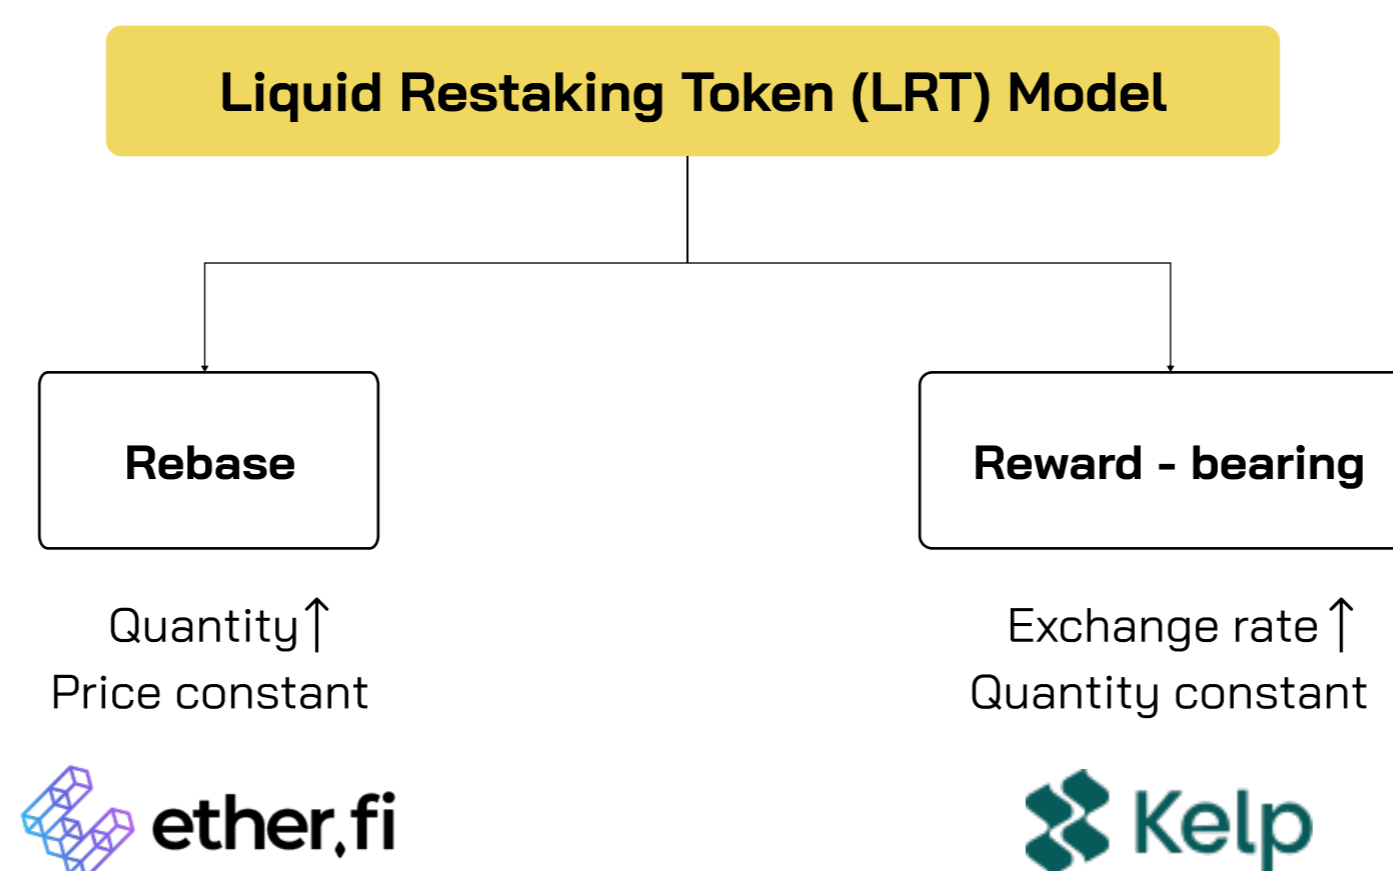 Liquid Restaking Token (LRT) Model
Rebase
Reward - bearing
Quantity↑
Price constant
Exchange rate↑
Quantity constant
ether.fi
Kelp